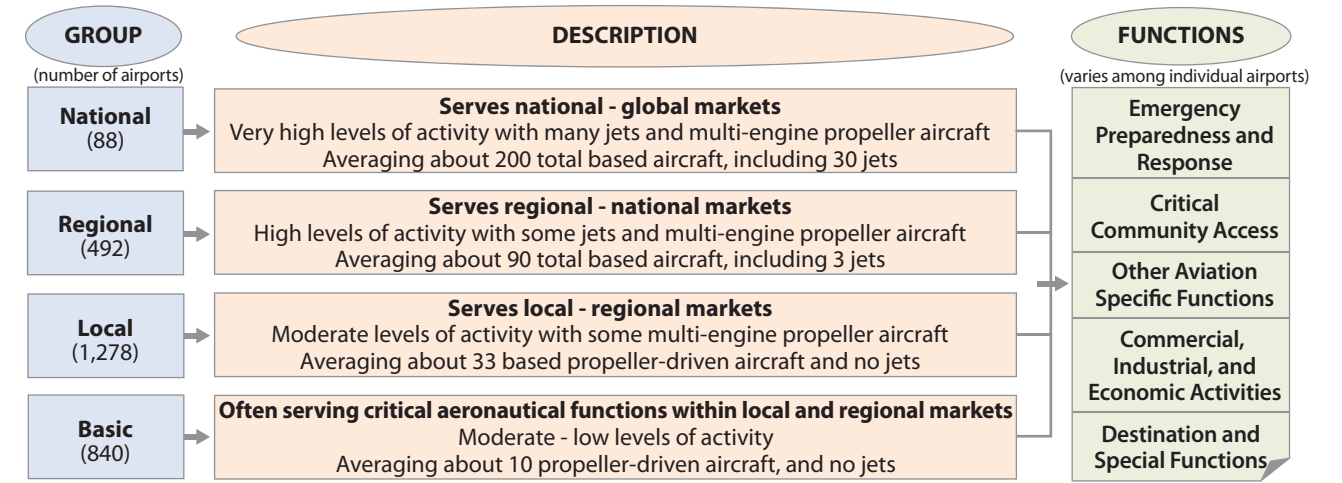 GROUP
(number of airports)
DESCRIPTION
FUNCTIONS
(varies among individual airports)
National
(88)
Serves national - global markets
Very high levels of activity with many jets and multi-engine propeller aircraft
Averaging about 200 total based aircraft, including 30 jets
Regional
(492)
Serves regional - national markets
High levels of activity with some jets and multi-engine propeller aircraft
Averaging about 90 total based aircraft, including 3 jets
Local
(1,278)
Serves local - regional markets
Moderate levels of activity with some multi-engine propeller aircraft
Averaging about 33 based propeller-driven aircraft and no jets
Basic
(840)
Often serving critical aeronautical functions within local and regional markets
Moderate - low levels of activity
Averaging about 10 propeller-driven aircraft, and no jets
Emergency
Preparedness and
Response
Critical
Community Access
Other Aviation
Specific Functions
Commercial,
Industrial, and
Economic Activities
Destination and
Special Functions